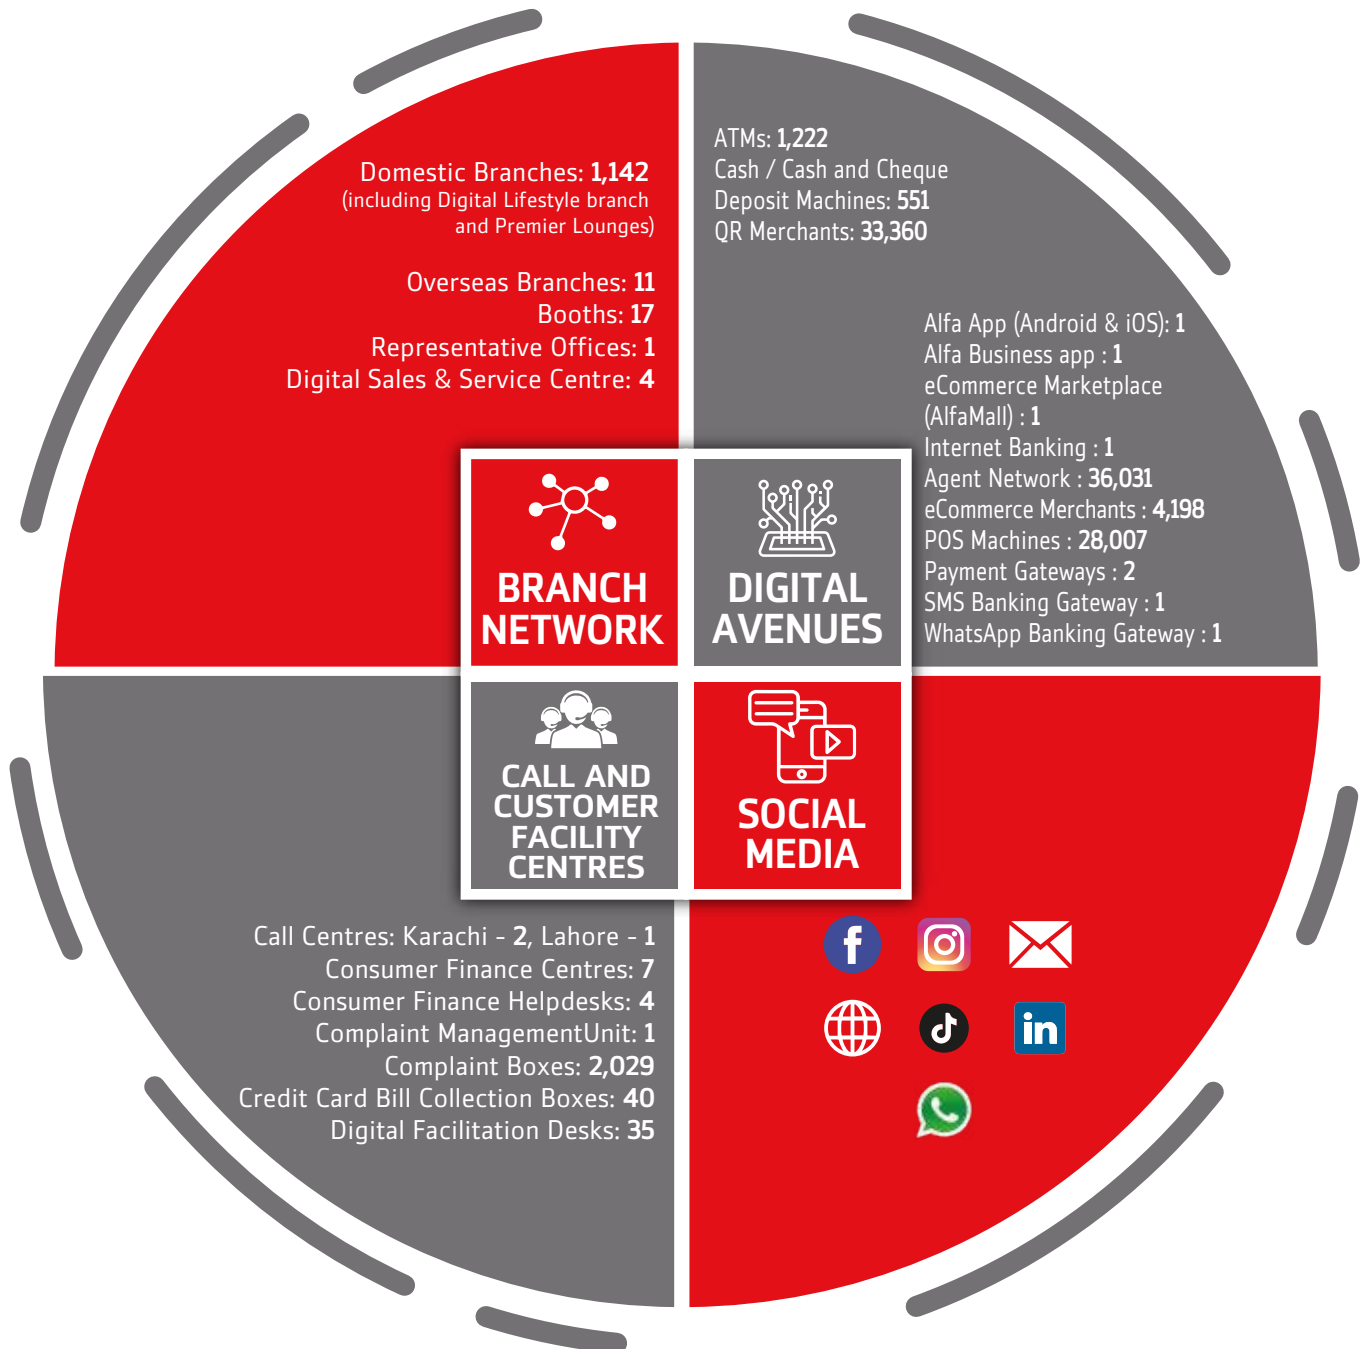 Domestic Branches: 1,142
(including Digital Lifestyle branch
and Premier Lounges)
Overseas Branches: 11
Booths: 17
Representative Offices: 1
Digital Sales & Service Centre: 4
ATMs: 1,222
Cash / Cash and Cheque
Deposit Machines: 551
QR Merchants: 33,360
Alfa App (Android & iOS): 1
Alfa Business app : 1
eCommerce Marketplace
(AlfaMall) : 1
Internet Banking : 1
Agent Network : 36,031
eCommerce Merchants : 4,198
POS Machines : 28,007
Payment Gateways : 2
SMS Banking Gateway : 1
WhatsApp Banking Gateway : 1
BRANCH
NETWORK
DIGITAL
AVENUES
CALL AND
CUSTOMER
FACILITY
CENTRES
SOCIAL
MEDIA
Call Centres: Karachi - 2, Lahore - 1
Consumer Finance Centres: 7
Consumer Finance Helpdesks: 4
Complaint ManagementUnit: 1
Complaint Boxes: 2,029
Credit Card Bill Collection Boxes: 40
Digital Facilitation Desks: 35
f
in